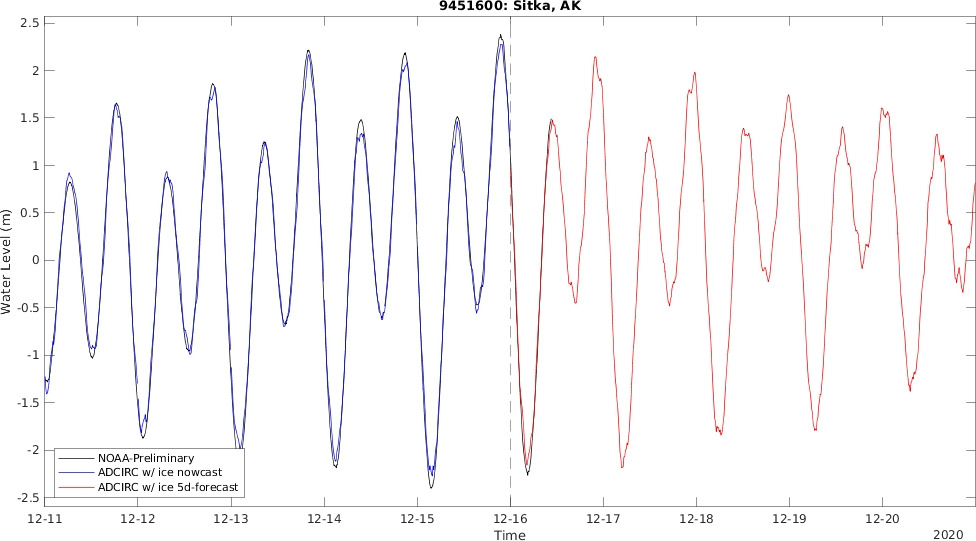 9451600: Sitka, AK
Water Level (m)
2.5
2
1.5
1
0.5
0
-0.5
-1
-1.5
-2
-2.5
NOAA-Preliminary
ADCIRC w/ ice nowcast
ADCIRC w/ ice 5d-forecast
12-11 12-12 12-13 12-14 12-15 12-16 12-17 12-18 12-19 12-20
Time
2020